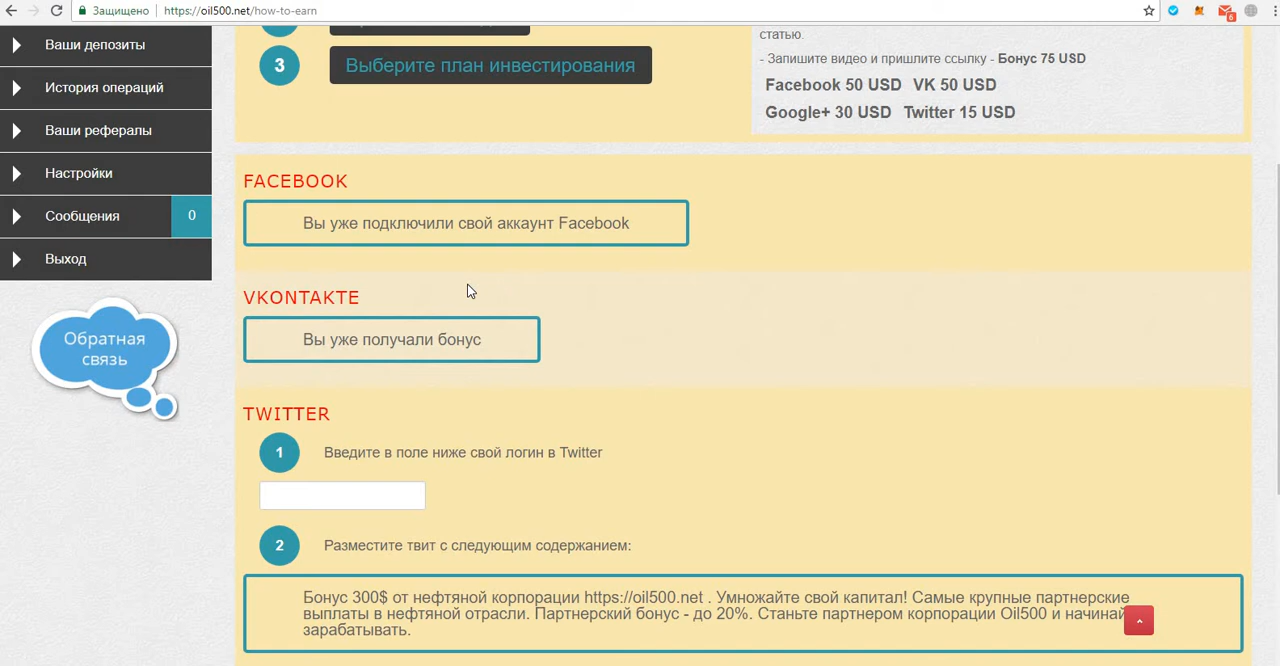 Защищено
https://oil500.net/how-to-earn
6
Ваши депозиты
История операций
Ваши рефералы
Настройки
Сообщения 0
Выход
Обратная
связь
3 Выберите план инвестирования
статью.
- Запишите видео и пришлите ссылку - Бонус 75 USD
Facebook 50 USD VK 50 USD
Google+ 30 USD Twitter 15 USD
FACEBOOK
Вы уже подключили свой аккаунт Facebook
VKONTAKTE
Вы уже получали бонус
TWITTER
1 Введите в поле ниже свой логин в Twitter
2 Разместите твит с следующим содержанием:
Бонус 300$ от нефтяной корпорации https://oil500.net . Умножайте свой капитал! Самые крупные партнерские
выплаты в нефтяной отрасли. Партнерский бонус - до 20%. Станьте партнером корпорации Oil500 и начинай
зарабатывать.